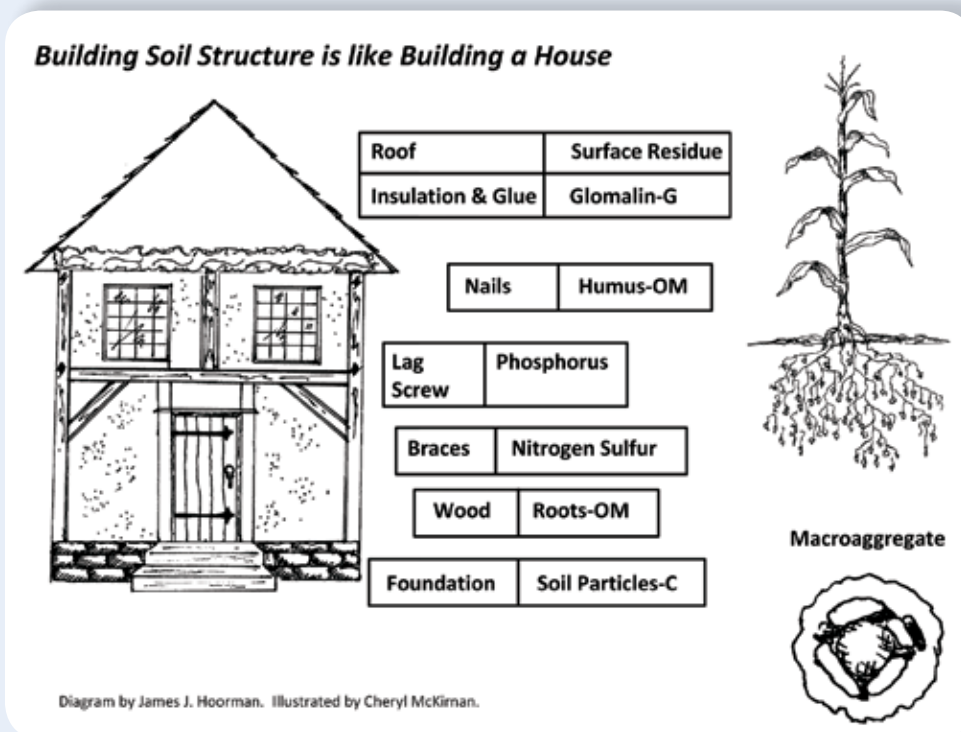 Building Soil Structure is like Building a House
Roof Surface Residue
Insulation & Glue Glomalin-G
Nails Humus-OM
Lag Screw Phosphorus
Braces Nitrogen Sulfur
Wood Roots-OM
Foundation Soil Particles-C
Macroaggregate
Diagram by James J. Hoorman. Illustrated by Cheryl McKirnan.